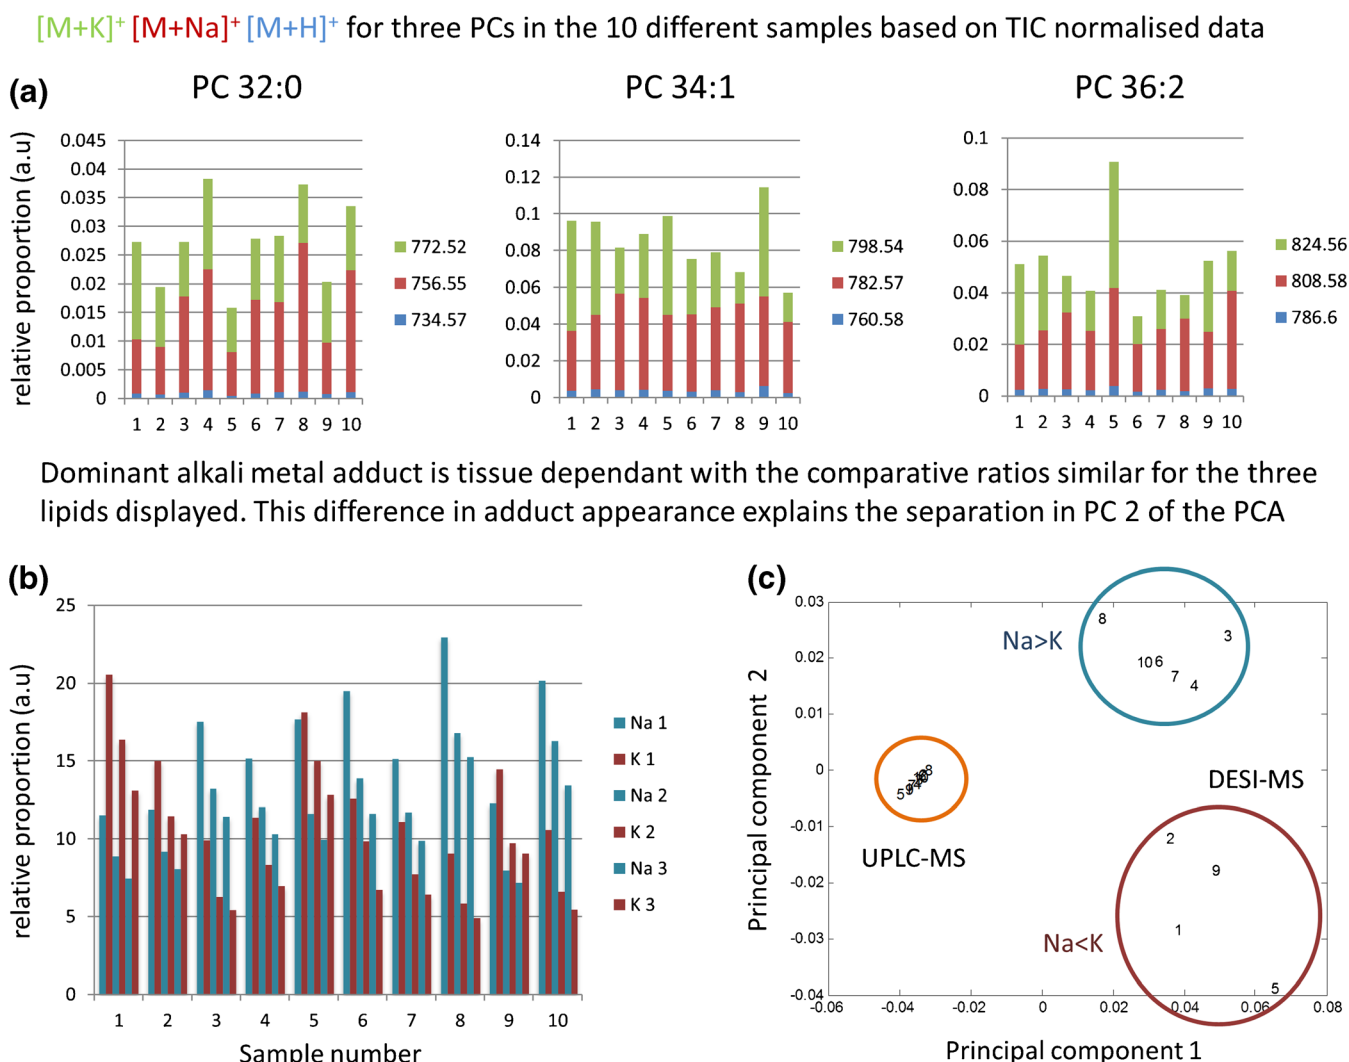 [M+K]⁺ [M+Na]⁺ [M+H]⁺ for three PCs in the 10 different samples based on TIC normalised data
(a)
PC 32:0
PC 34:1
PC 36:2
relative proportion (a.u)
0.045
0.04
0.035
0.03
0.025
0.02
0.015
0.01
0.005
0
1 2 3 4 5 6 7 8 9 10
772.52
756.55
734.57
0.14
0.12
0.1
0.08
0.06
0.04
0.02
0
1 2 3 4 5 6 7 8 9 10
798.54
782.57
760.58
0.1
0.08
0.06
0.04
0.02
0
1 2 3 4 5 6 7 8 9 10
824.56
808.58
786.6
Dominant alkali metal adduct is tissue dependant with the comparative ratios similar for the three
lipids displayed. This difference in adduct appearance explains the separation in PC 2 of the PCA
(b)
relative proportion (a.u)
25
20
15
10
5
0
1 2 3 4 5 6 7 8 9 10
Sample number
Na 1
K 1
Na 2
K 2
Na 3
K 3
(c)
Principal component 2
0.03
0.02
0.01
0
-0.01
-0.02
-0.03
-0.04
-0.06 -0.04 -0.02 0 0.02 0.04 0.06 0.08
Principal component 1
Na>K
8
3
10 6
7
4
8
5 9
UPLC-MS
DESI-MS
2
9
1
5
Na<K